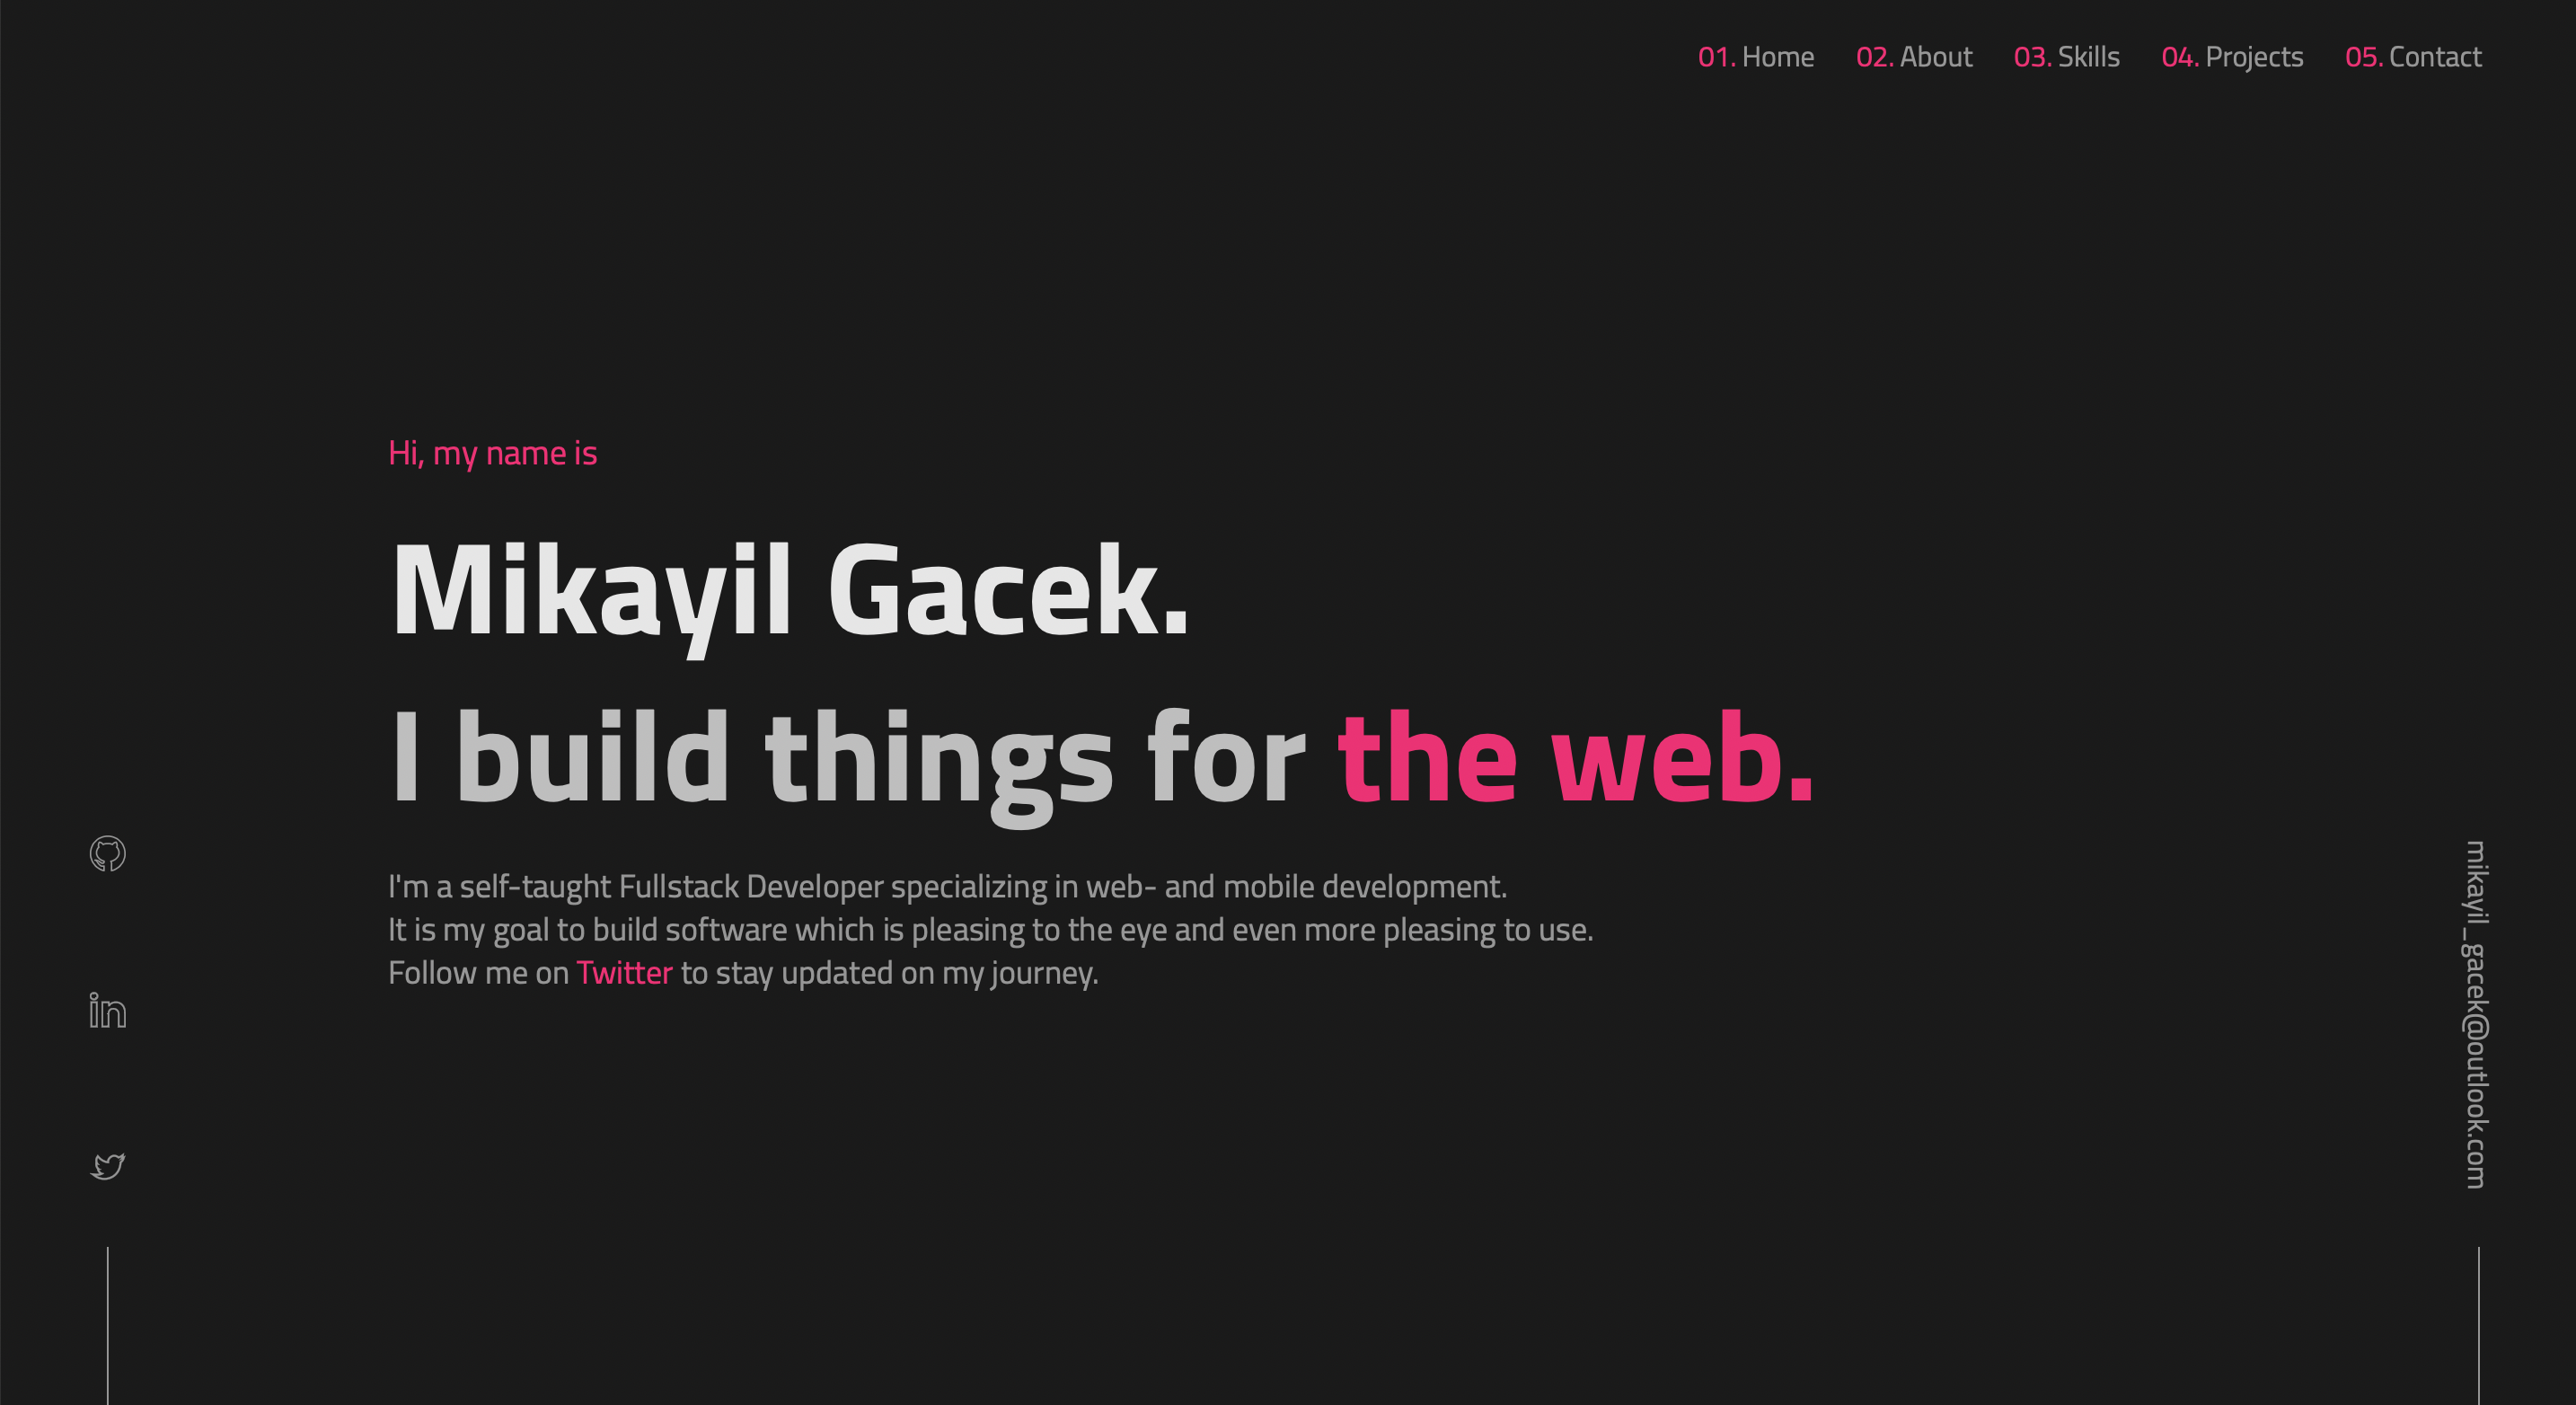 01. Home 02. About 03. Skills 04. Projects 05. Contact
Hi, my name is
Mikayil Gacek.
I build things for the web.
I'm a self-taught Fullstack Developer specializing in web- and mobile development.
It is my goal to build software which is pleasing to the eye and even more pleasing to use.
Follow me on Twitter to stay updated on my journey.
in
mikayil_gacek@outlook.com